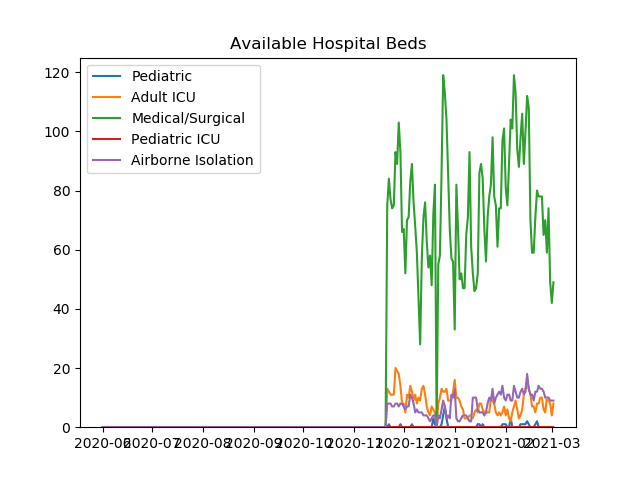 Available Hospital Beds
Pediatric
Adult ICU
Medical/Surgical
Pediatric ICU
Airborne Isolation
120
100
80
60
40
20
0
2020-06 2020-07 2020-08 2020-09 2020-10 2020-11 2020-12 2021-01 2021-02 2021-03